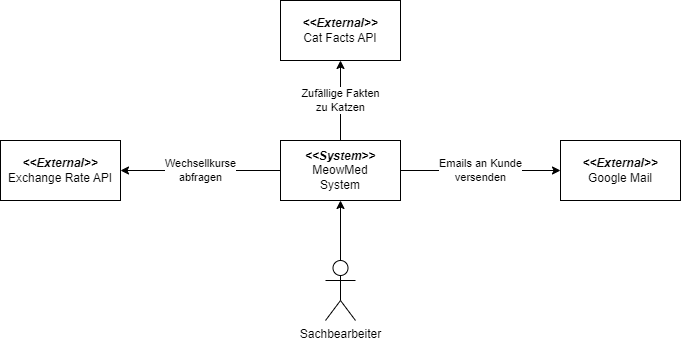 <<External>>
Cat Facts API
Zufällige Fakten
zu Katzen
<<External>>
Exchange Rate API
Wechsellkurse
abfragen
<<System>>
MeowMed
System
Emails an Kunde
versenden
<<External>>
Google Mail
Sachbearbeiter